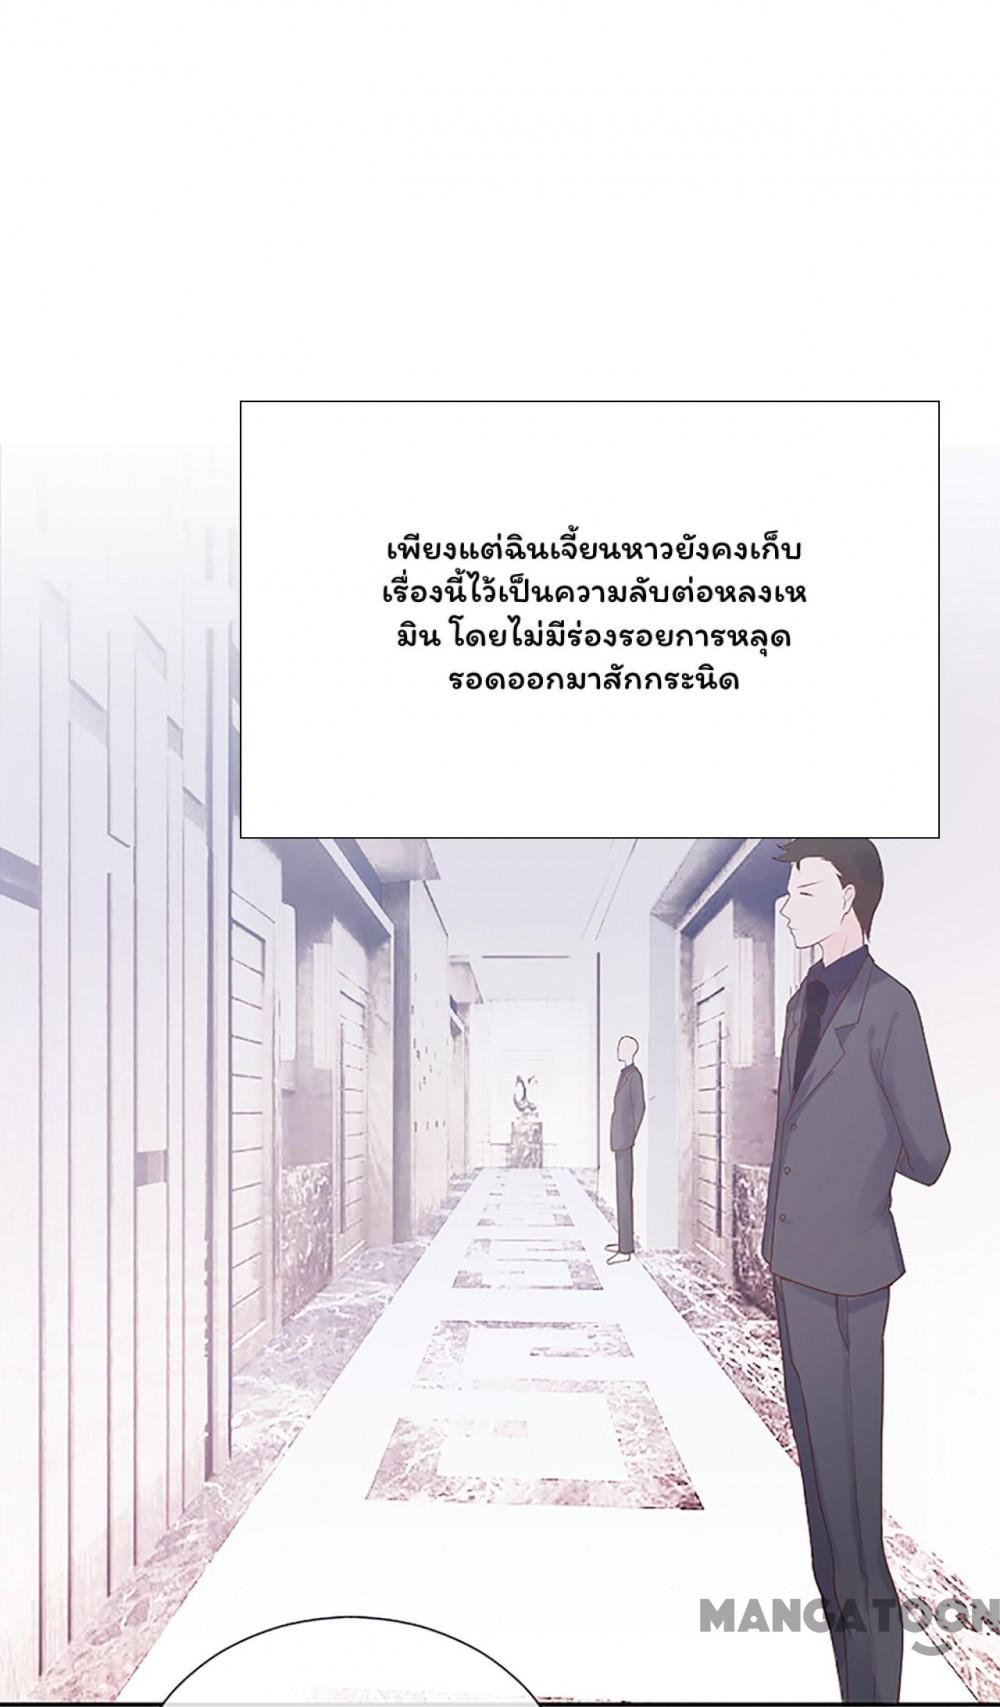 เพียงแต่ฉินเจี้ยนหาวยังคงเก็บ
เรื่องนี้ไว้เป็นความลับต่อหลงเห
มิน โดยไม่มีร่องรอยการหลุด
รอดออกมาสักกระนิด
MANGATOON